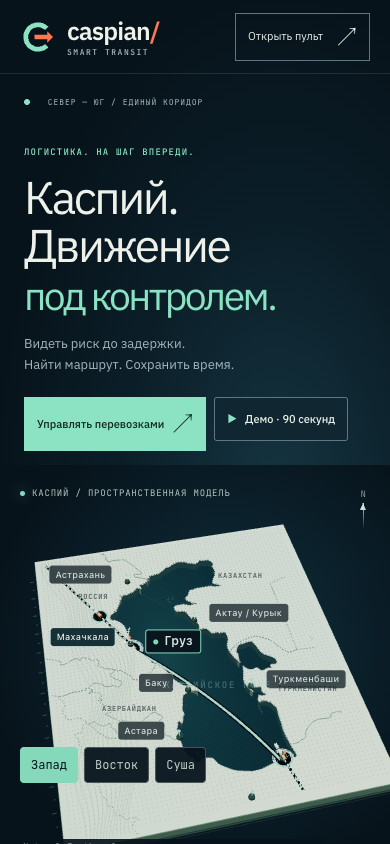 caspian/
SMART TRANSIT
Открыть пульт
СЕВЕР — ЮГ / ЕДИНЫЙ КОРИДОР
ЛОГИСТИКА. НА ШАГ ВПЕРЕДИ.
Каспий.
Движение
под контролем.
Видеть риск до задержки.
Найти маршрут. Сохранить время.
Управлять перевозками
Демо · 90 секунд
КАСПИЙ / ПРОСТРАНСТВЕННАЯ МОДЕЛЬ
N
Астрахань
КАЗАХСТАН
РОССИЯ
Актау / Курык
Махачкала
Груз
Туркменбаши
Баку
ТУРКМЕНИСТАН
АЗЕРБАЙДЖАН
Астара
Запад
Восток
Суша